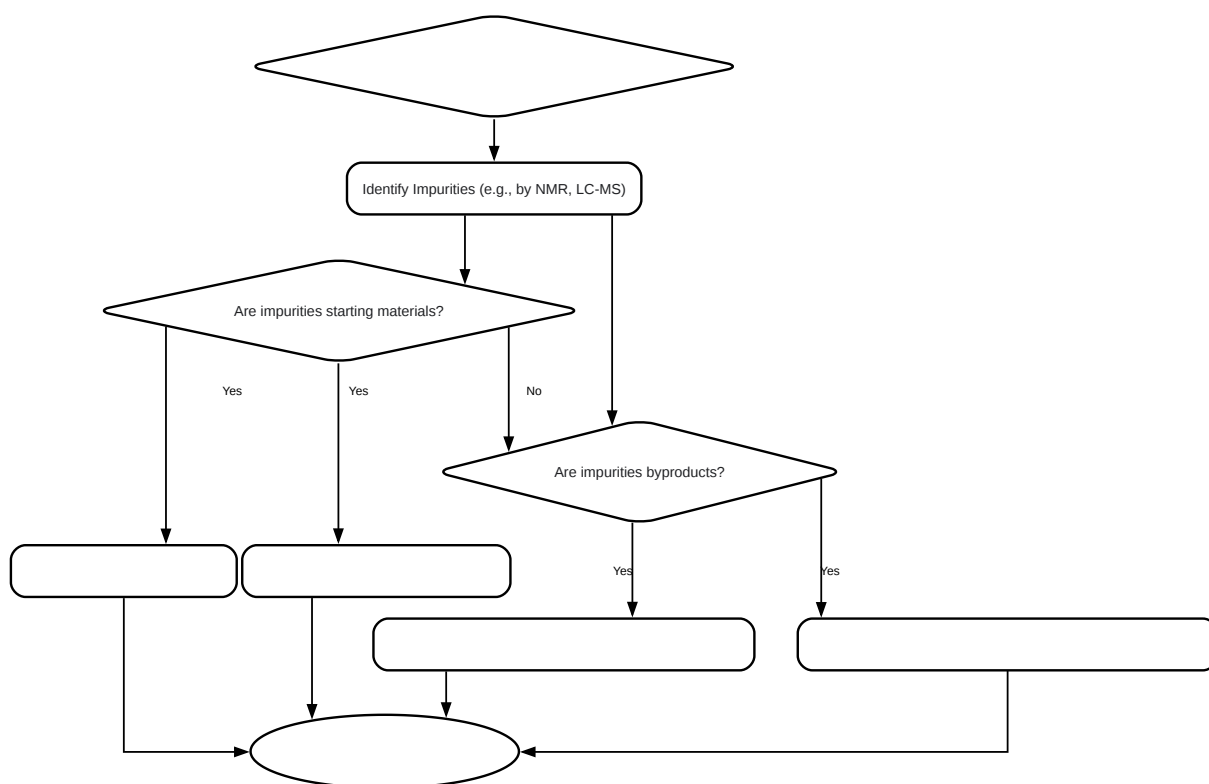 Identify Impurities (e.g., by NMR, LC-MS)
Are impurities starting materials?
Yes
Yes
No
Are impurities byproducts?
Yes
Yes